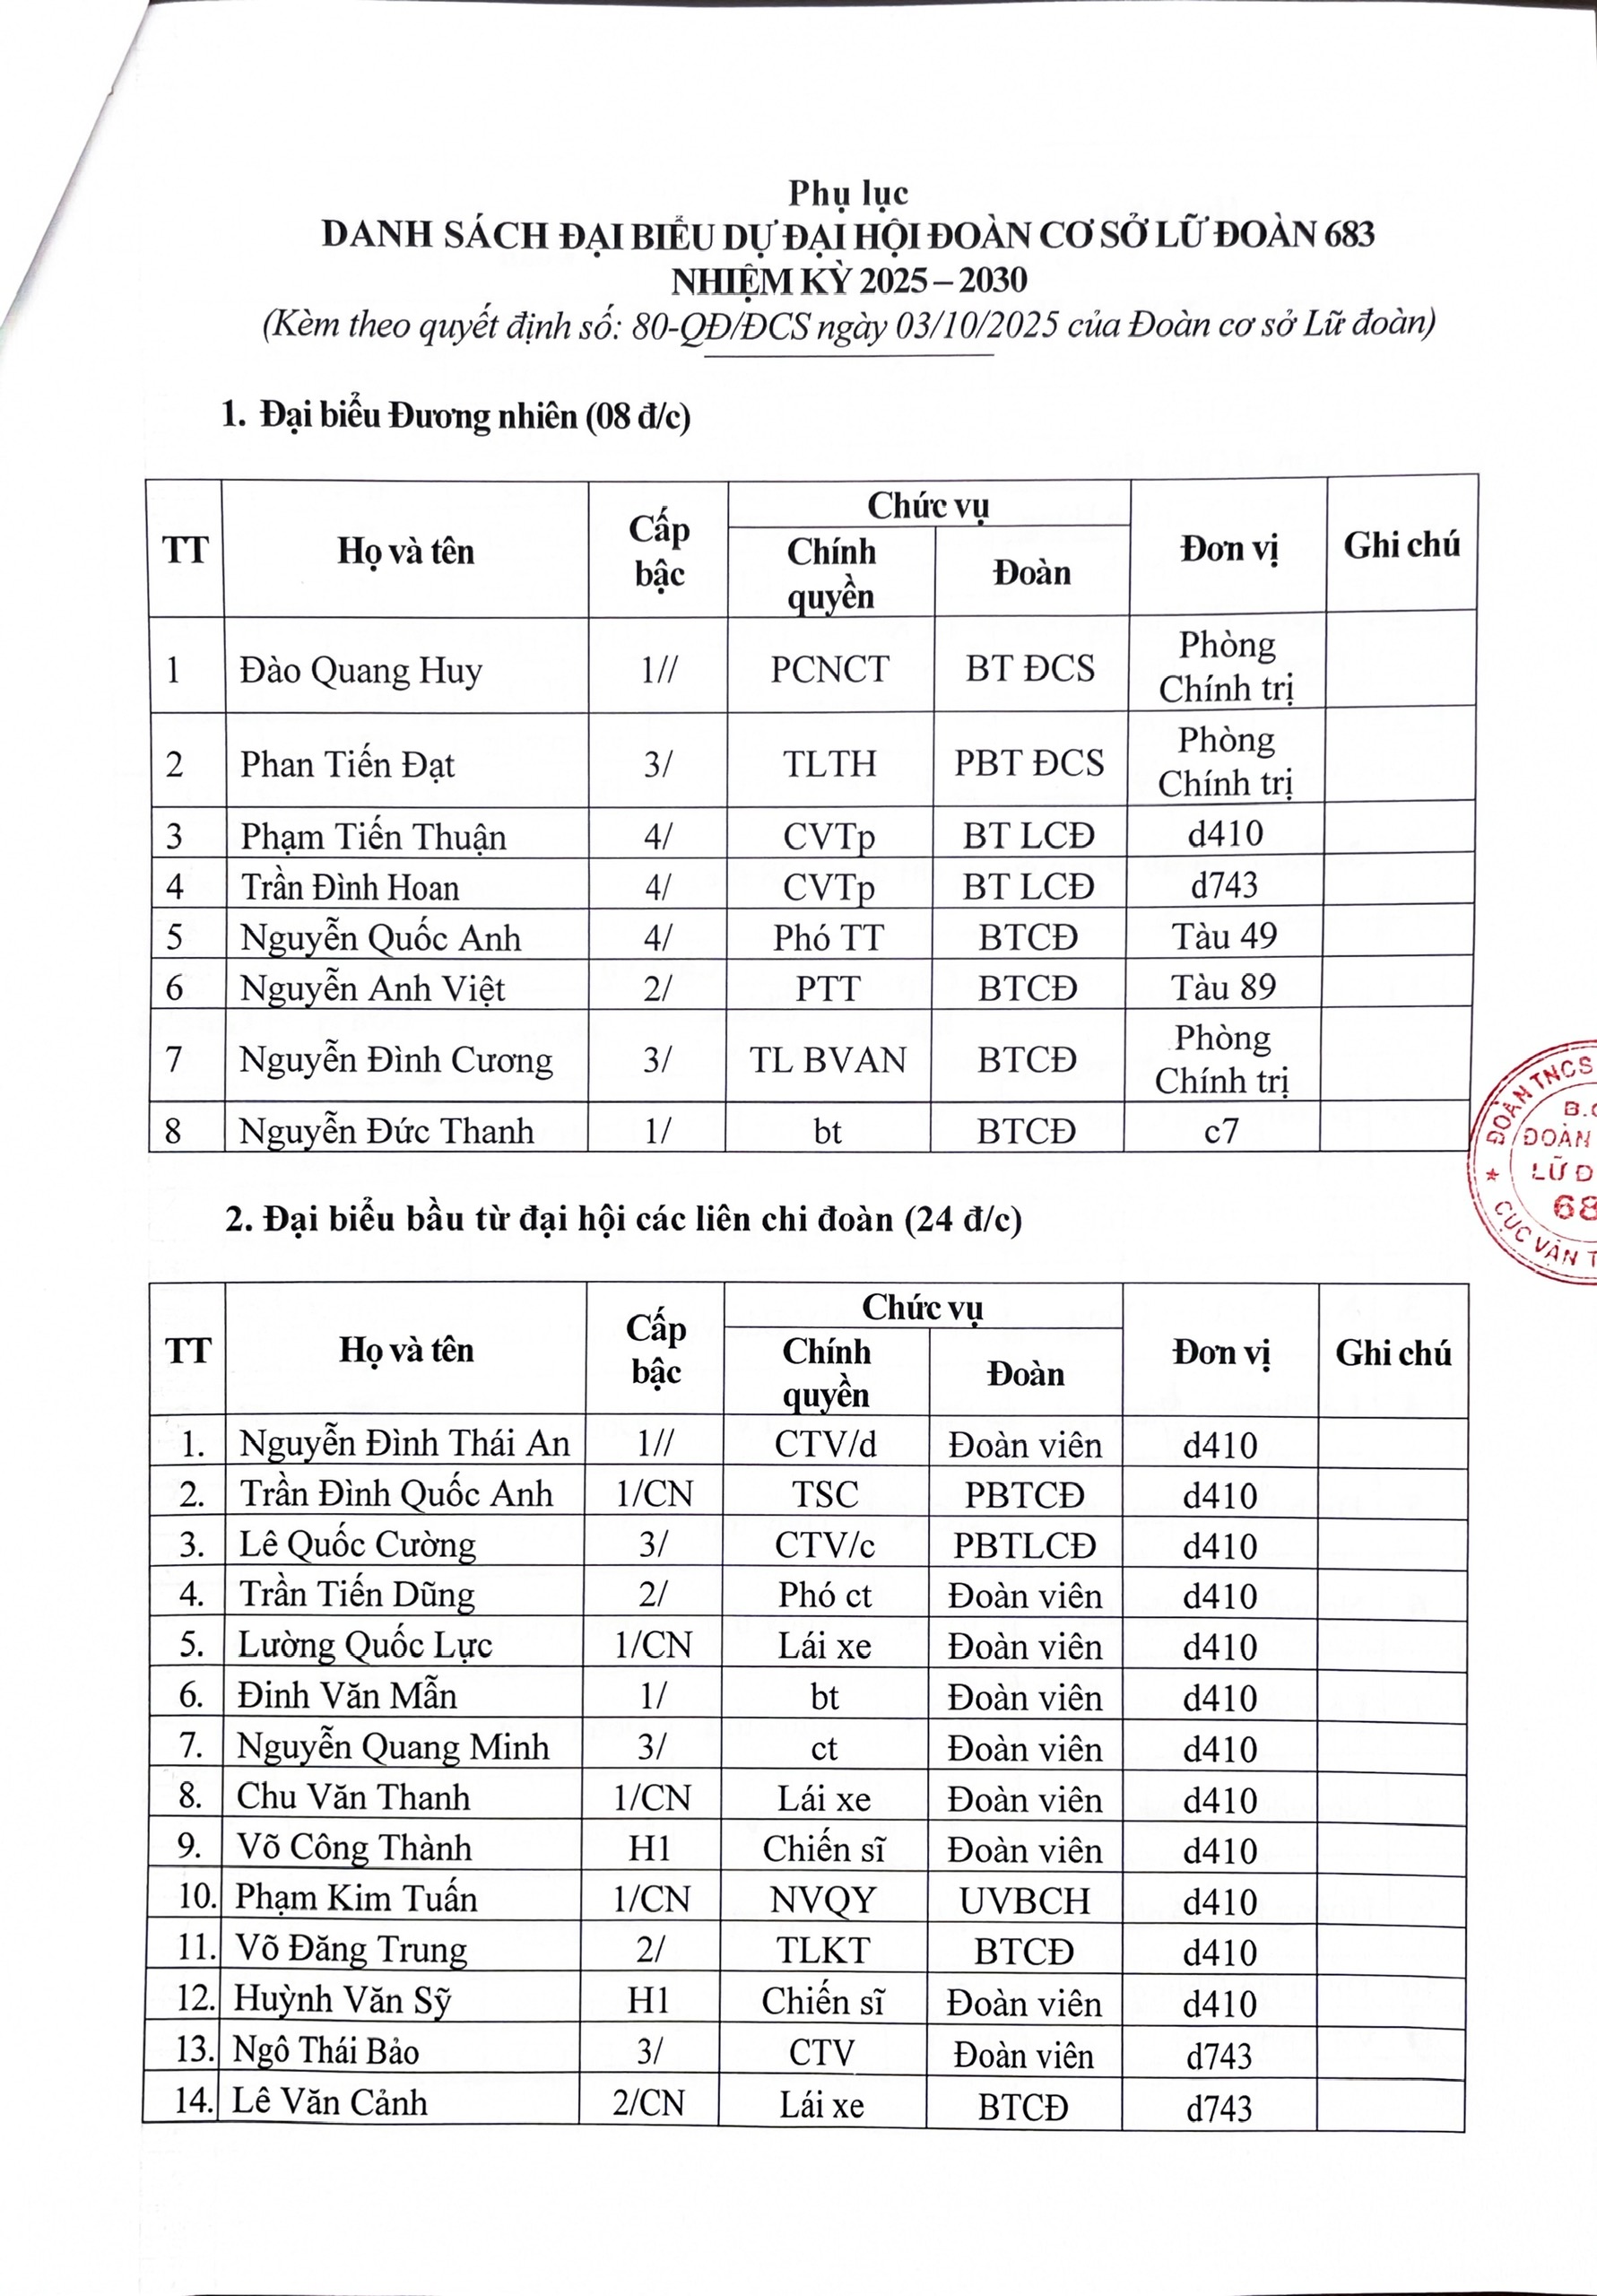 Phụ lục
DANH SÁCH ĐẠI BIỂU DỰ ĐẠI HỘI ĐOÀN CƠ SỞ LỮ ĐOÀN 683
NHIỆM KỲ 2025 – 2030
(Kèm theo quyết định số: 80-QĐ/ĐCS ngày 03/10/2025 của Đoàn cơ sở Lữ đoàn)
1. Đại biểu Đương nhiên (08 đ/c)
TT Họ và tên Cấp bậc Chức vụ Đơn vị Ghi chú
Chính quyền Đoàn
1 Đào Quang Huy 1// PCNCT BT ĐCS Phòng Chính trị
2 Phan Tiến Đạt 3/ TLTH PBT ĐCS Phòng Chính trị
3 Phạm Tiến Thuận 4/ CVTp BT LCĐ d410
4 Trần Đình Hoan 4/ CVTp BT LCĐ d743
5 Nguyễn Quốc Anh 4/ Phó TT BTCĐ Tàu 49
6 Nguyễn Anh Việt 2/ PTT BTCĐ Tàu 89
7 Nguyễn Đình Cương 3/ TL BVAN BTCĐ Phòng Chính trị
8 Nguyễn Đức Thanh 1/ bt BTCĐ c7
2. Đại biểu bầu từ đại hội các liên chi đoàn (24 đ/c)
TT Họ và tên Cấp bậc Chức vụ Đơn vị Ghi chú
Chính quyền Đoàn
1. Nguyễn Đình Thái An 1// CTV/d Đoàn viên d410
2. Trần Đình Quốc Anh 1/CN TSC PBTCĐ d410
3. Lê Quốc Cường 3/ CTV/c PBTLCĐ d410
4. Trần Tiến Dũng 2/ Phó ct Đoàn viên d410
5. Lường Quốc Lực 1/CN Lái xe Đoàn viên d410
6. Đinh Văn Mẫn 1/ bt Đoàn viên d410
7. Nguyễn Quang Minh 3/ ct Đoàn viên d410
8. Chu Văn Thanh 1/CN Lái xe Đoàn viên d410
9. Võ Công Thành H1 Chiến sĩ Đoàn viên d410
10. Phạm Kim Tuấn 1/CN NVQY UVBCH d410
11. Võ Đăng Trung 2/ TLKT BTCĐ d410
12. Huỳnh Văn Sỹ H1 Chiến sĩ Đoàn viên d410
13. Ngô Thái Bảo 3/ CTV Đoàn viên d743
14. Lê Văn Cảnh 2/CN Lái xe BTCĐ d743
ĐOÀN TNCS
ĐOÀN
LỮ Đ
68
CỤC VẬN T